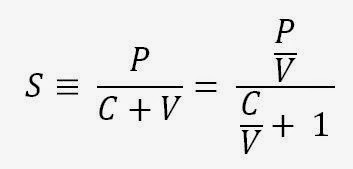 S ≡ P / (C + V) = (P / V) / (C / V + 1)